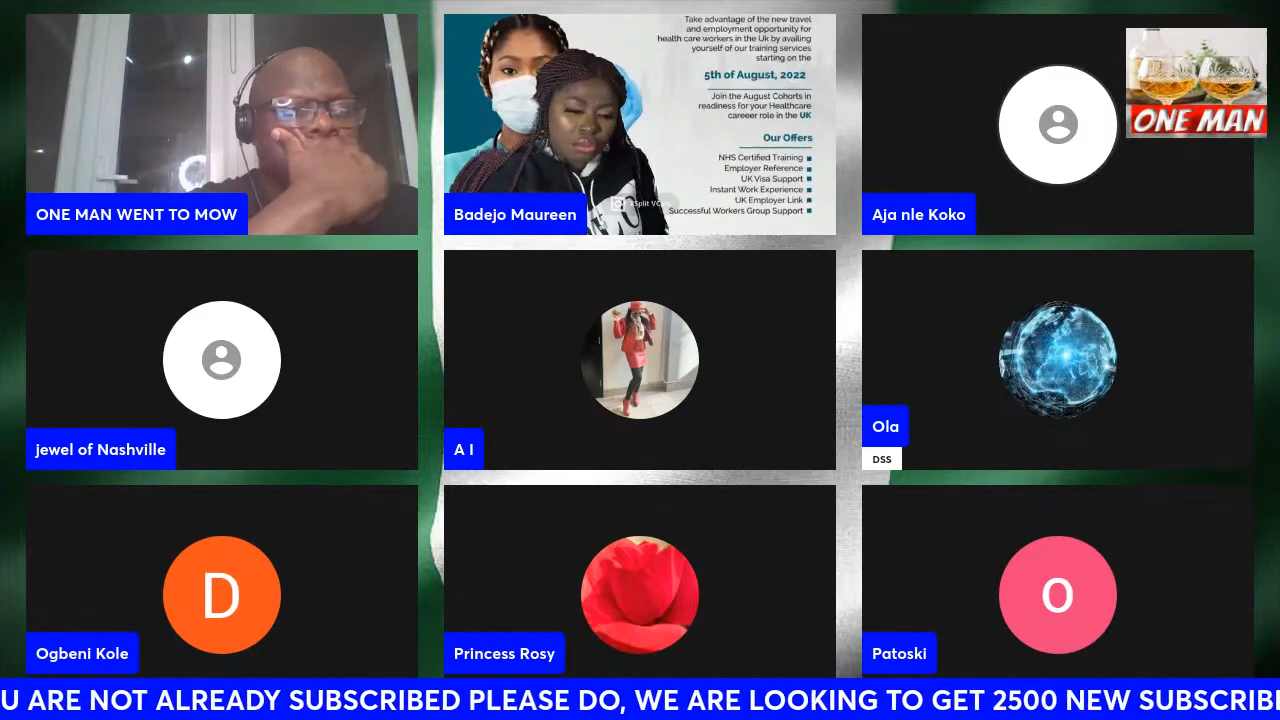 Take advantage of the new travel
and employment opportunity for
health care workers in the Uk by availing
yourself of our training services
starting on the
5th of August, 2022
Join the August Cohorts in
readiness for your Healthcare
careeer role in the UK
Our Offers
NHS Certified Training
Employer Reference
UK Visa Support
Instant Work Experience
UK Employer Link
Successful Workers Group Support
XSplit VCam
ONE MAN
ONE MAN WENT TO MOW
Badejo Maureen
Aja nle Koko
jewel of Nashville
A I
Ola
DSS
D
O
Ogbeni Kole
Princess Rosy
Patoski
U ARE NOT ALREADY SUBSCRIBED PLEASE DO, WE ARE LOOKING TO GET 2500 NEW SUBSCRIB